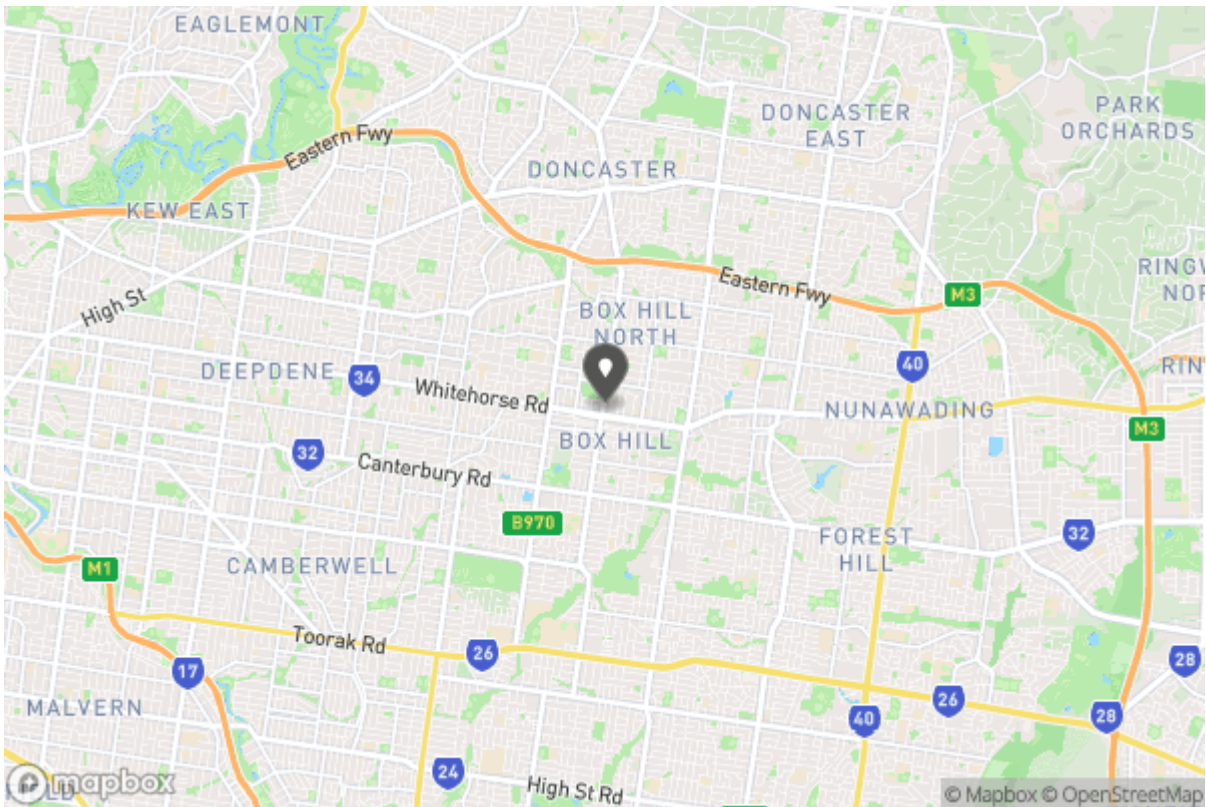 EAGLEMONT
DONCASTER
EAST
PARK
ORCHARDS
Eastern Fwy
DONCASTER
KEW EAST
RINGW
NOR
Eastern Fwy
M3
High St
BOX HILL
NORTH
DEEPDENE
34
40
RIN
Whitehorse Rd
NUNAWADING
M3
BOX HILL
32
Canterbury Rd
B970
FOREST
HILL
32
M1
CAMBERWELL
Toorak Rd
26
17
28
MALVERN
26
40
28
24
High St Rd
mapbox
© Mapbox © OpenStreetMap